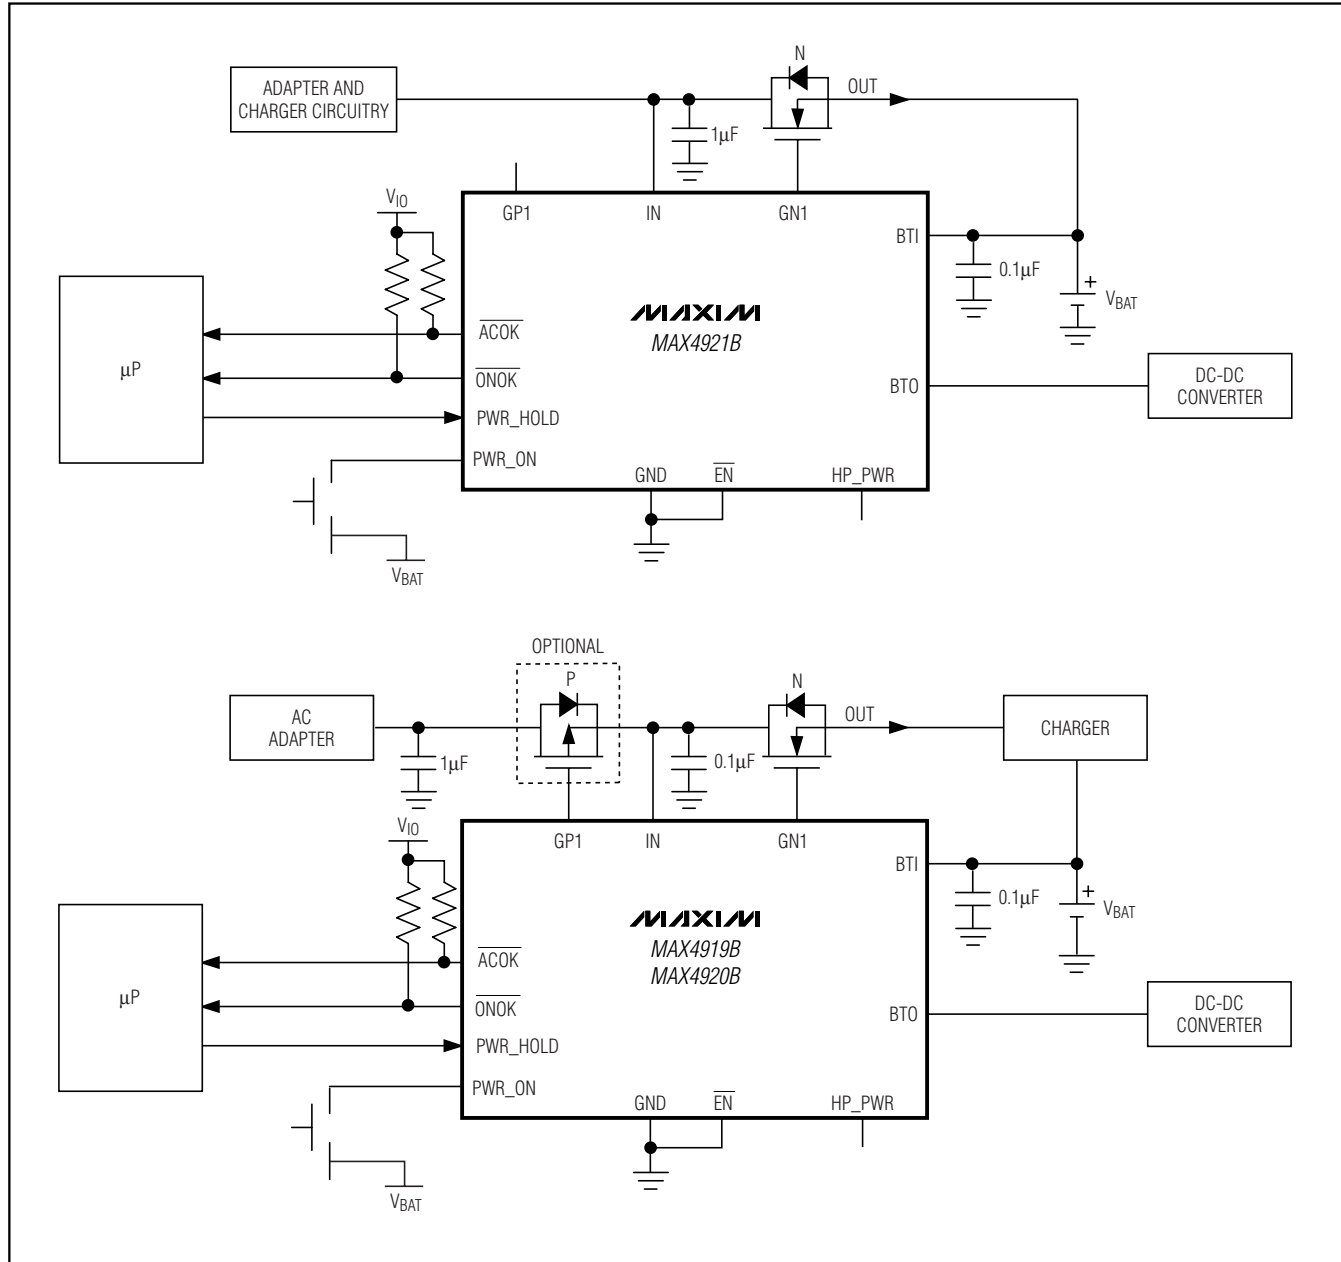 N
ADAPTER AND
CHARGER CIRCUITRY
OUT
1µF
V_IO
GP1
IN
GN1
BTI
0.1µF
+
V_BAT
MAXIM
MAX4921B
µP
ACOK
ONOK
PWR_HOLD
PWR_ON
BTO
DC-DC
CONVERTER
GND
EN
HP_PWR
V_BAT
OPTIONAL
P
N
AC
ADAPTER
OUT
CHARGER
1µF
0.1µF
V_IO
GP1
IN
GN1
BTI
0.1µF
+
V_BAT
MAXIM
MAX4919B
MAX4920B
µP
ACOK
ONOK
PWR_HOLD
PWR_ON
BTO
DC-DC
CONVERTER
GND
EN
HP_PWR
V_BAT